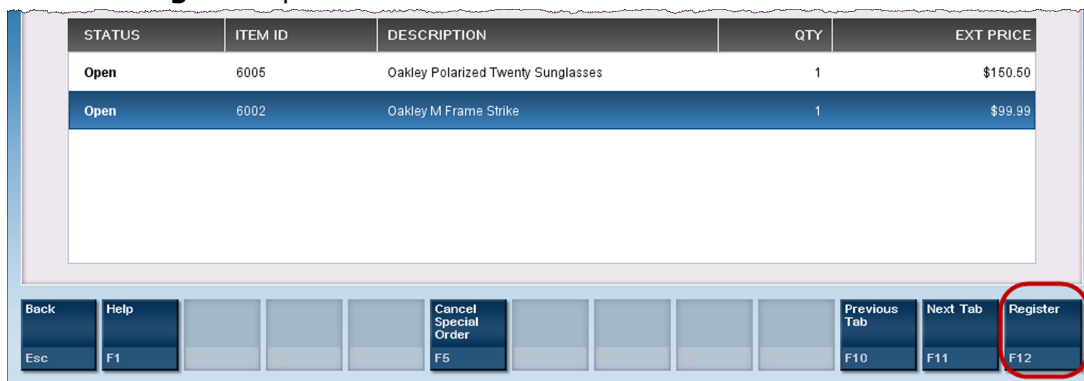 STATUS ITEM ID DESCRIPTION QTY EXT PRICE
Open 6005 Oakley Polarized Twenty Sunglasses 1 $150.50
Open 6002 Oakley M Frame Strike 1 $99.99
Back Help Cancel Special Order Previous Tab Next Tab Register
Esc F1 F5 F10 F11 F12